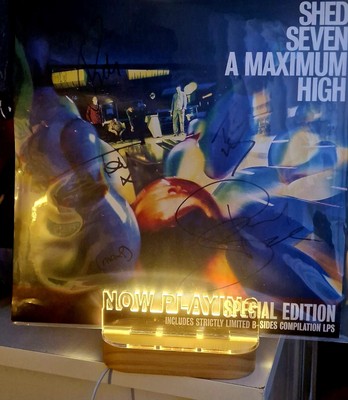 SHED
SEVEN
A MAXIMUM
HIGH
NOW PLAYING
SPECIAL EDITION
INCLUDES STRICTLY LIMITED B-SIDES COMPILATION LPS